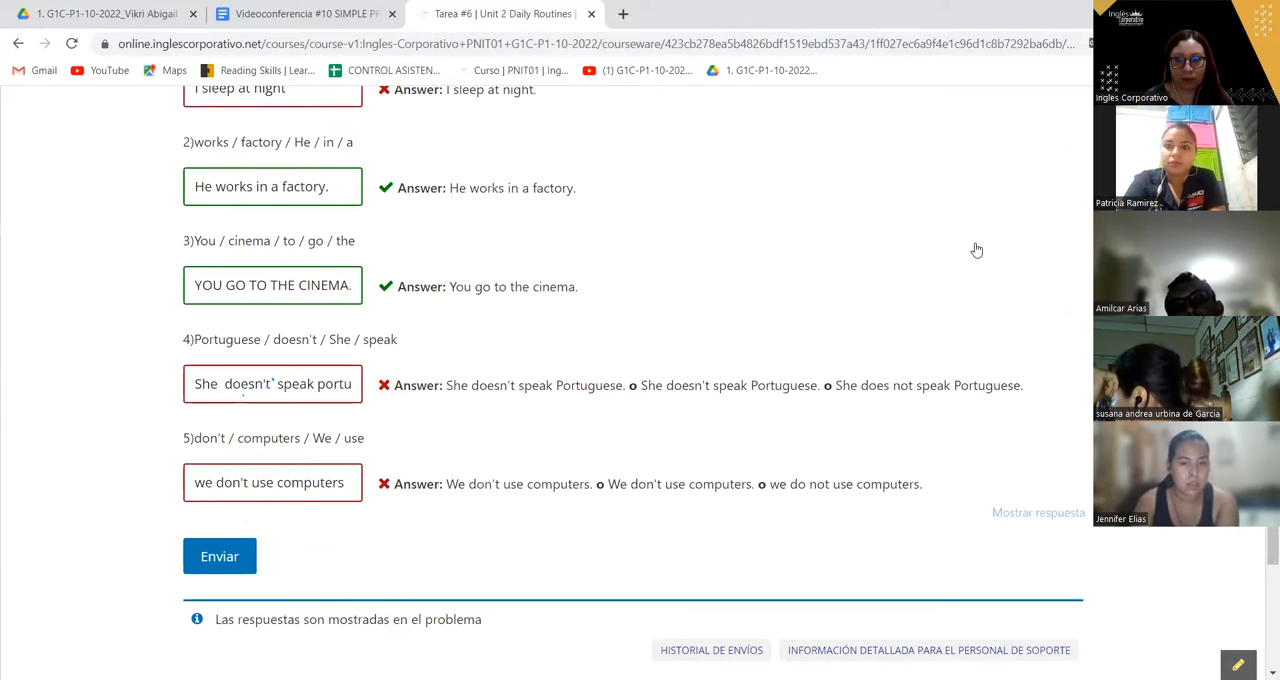 1. G1C-P1-10-2022_Vikri Abigail
Videoconferencia #10 SIMPLE PR
Tarea #6 | Unit 2 Daily Routines |
online.inglescorporativo.net/courses/course-v1:Ingles-Corporativo+PNIT01+G1C-P1-10-2022/courseware/423cb278ea5b4826bdf1519ebd537a43/1ff027ec6a9f4e1c96d1c8b7292ba6db/...
Gmail
YouTube
Maps
Reading Skills | Lear...
CONTROL ASISTEN...
Curso | PNIT01 | Ing...
(1) G1C-P1-10-202...
1. G1C-P1-10-2022...
I sleep at night
Answer: I sleep at night.
2)works / factory / He / in / a
He works in a factory.
Answer: He works in a factory.
3)You / cinema / to / go / the
YOU GO TO THE CINEMA.
Answer: You go to the cinema.
4)Portuguese / doesn't / She / speak
She doesn't speak portu
Answer: She doesn't speak Portuguese. o She doesn't speak Portuguese. o She does not speak Portuguese.
5)don't / computers / We / use
we don't use computers
Answer: We don't use computers. o We don't use computers. o we do not use computers.
Mostrar respuesta
Enviar
Las respuestas son mostradas en el problema
HISTORIAL DE ENVÍOS
INFORMACIÓN DETALLADA PARA EL PERSONAL DE SOPORTE
Inglés
Corporativo
Ingles Corporativo
Patricia Ramirez
Amilcar Arias
susana andrea urbina de Garcia
Jennifer Elias